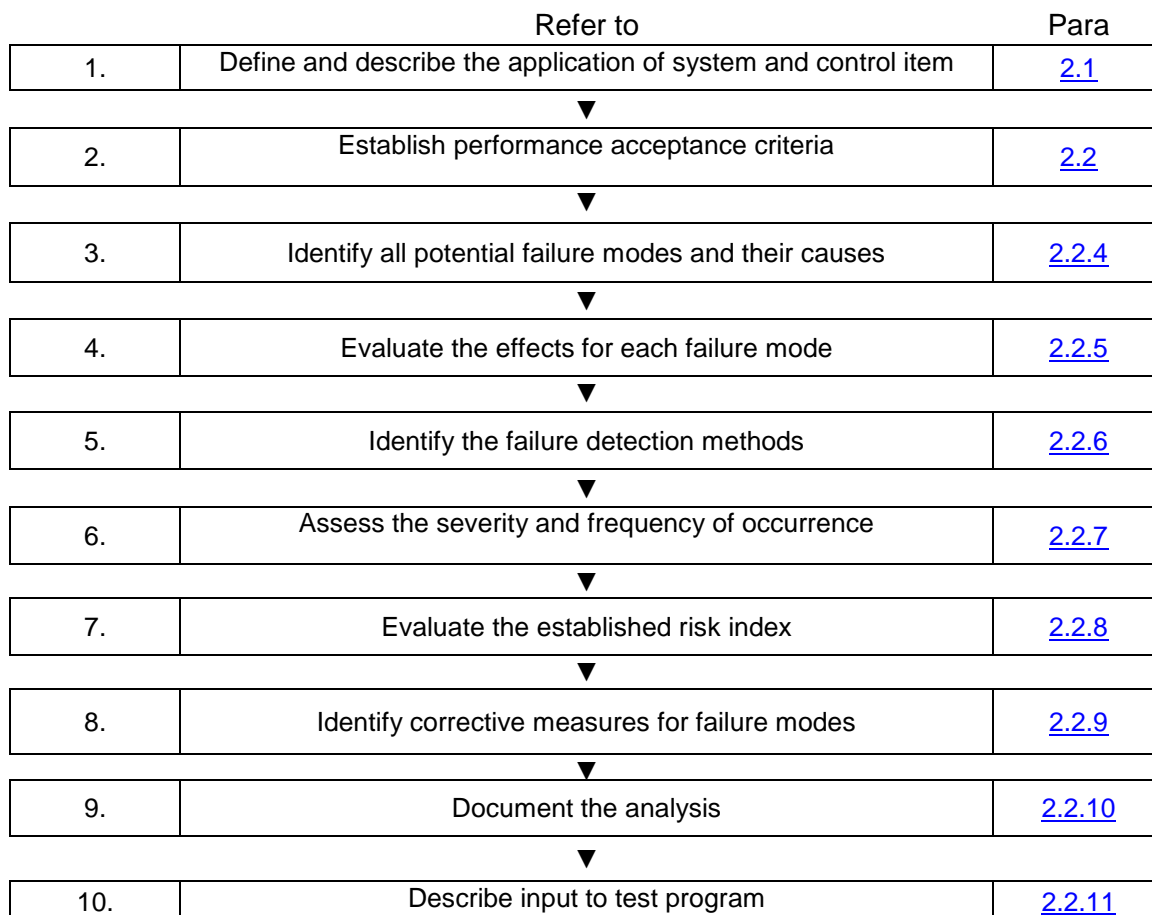 Refer to Para
1. Define and describe the application of system and control item 2.1
▼
2. Establish performance acceptance criteria 2.2
▼
3. Identify all potential failure modes and their causes 2.2.4
▼
4. Evaluate the effects for each failure mode 2.2.5
▼
5. Identify the failure detection methods 2.2.6
▼
6. Assess the severity and frequency of occurrence 2.2.7
▼
7. Evaluate the established risk index 2.2.8
▼
8. Identify corrective measures for failure modes 2.2.9
▼
9. Document the analysis 2.2.10
▼
10. Describe input to test program 2.2.11